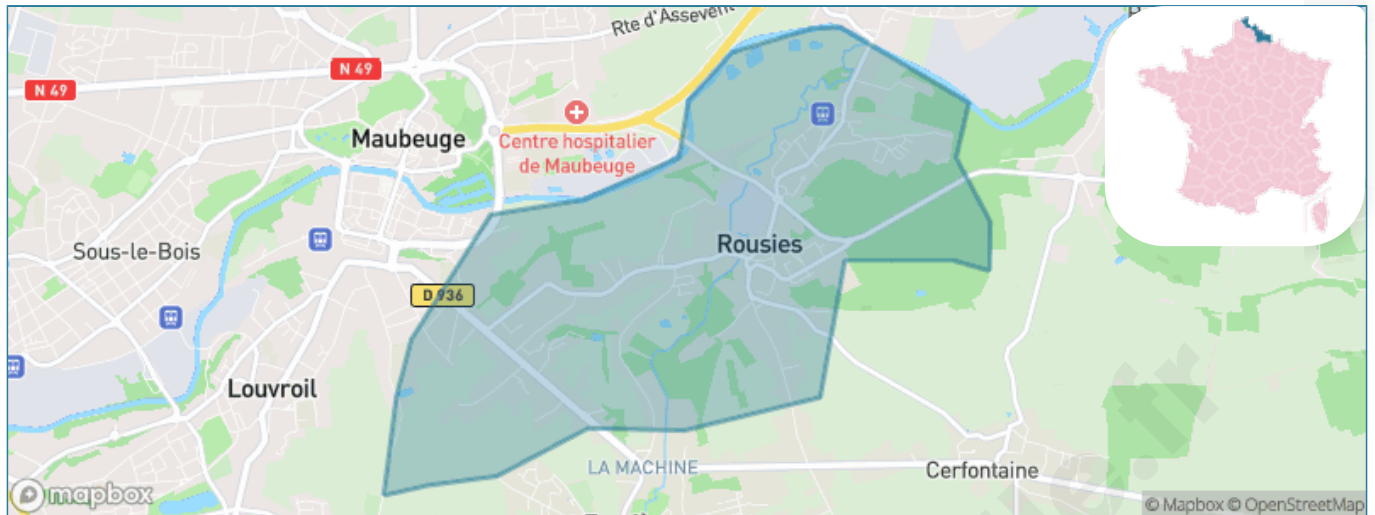 Rte d'Assevent
N 49
N 49
Maubeuge
Centre hospitalier
de Maubeuge
Sous-le-Bois
Rousies
D 936
Louvroil
LA MACHINE
Cerfontaine
mapbox
© Mapbox © OpenStreetMap